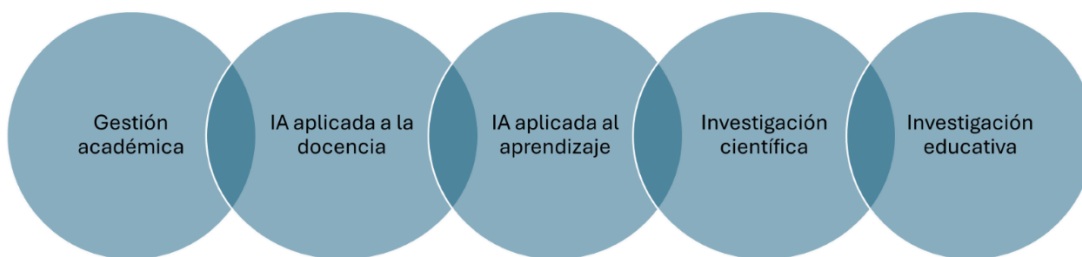 Gestión
académica
IA aplicada a la
docencia
IA aplicada al
aprendizaje
Investigación
científica
Investigación
educativa